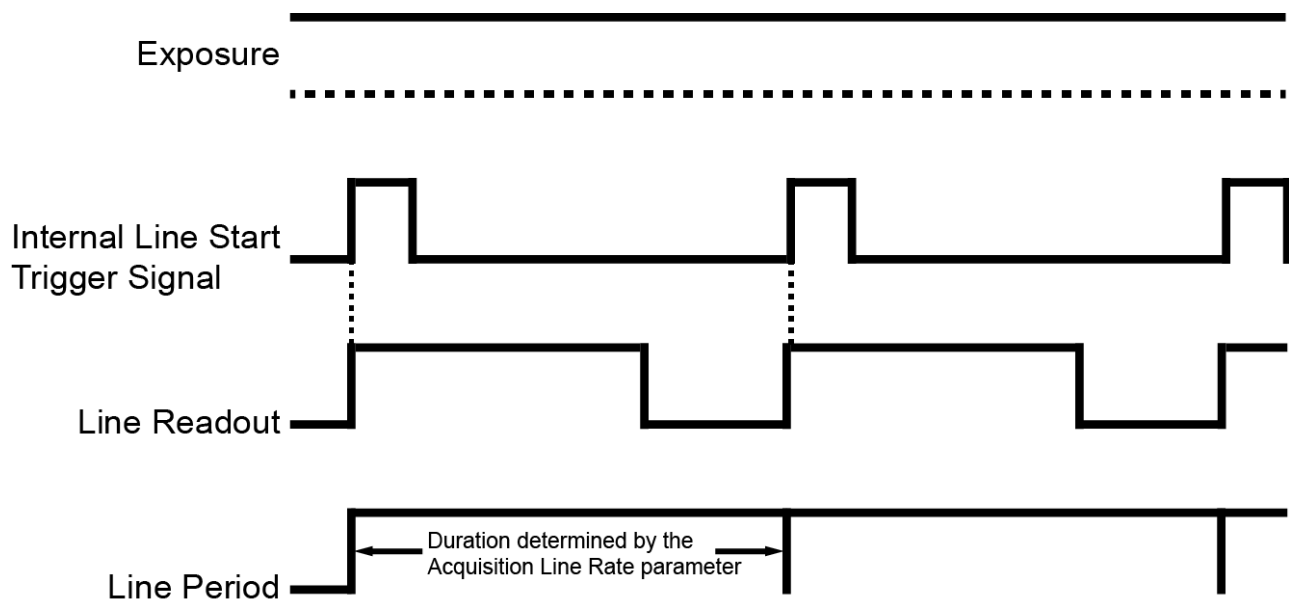 Exposure
Internal Line Start
Trigger Signal
Line Readout
Duration determined by the
Acquisition Line Rate parameter
Line Period